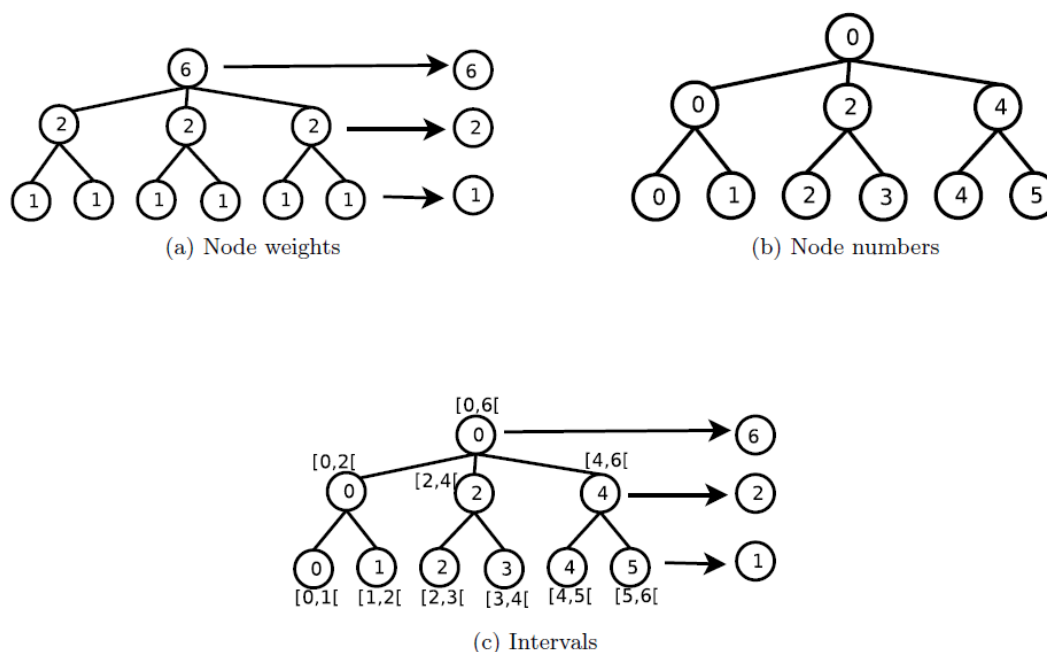 6 6
2 2 2 2
1 1 1 1 1 1 1
(a) Node weights
0
0 2 4
0 1 2 3 4 5
(b) Node numbers
[0,6[
0 6
[0,2[ [2,4[ [4,6[
0 2 4 2
0 1 2 3 4 5 1
[0,1[ [1,2[ [2,3[ [3,4[ [4,5[ [5,6[
(c) Intervals